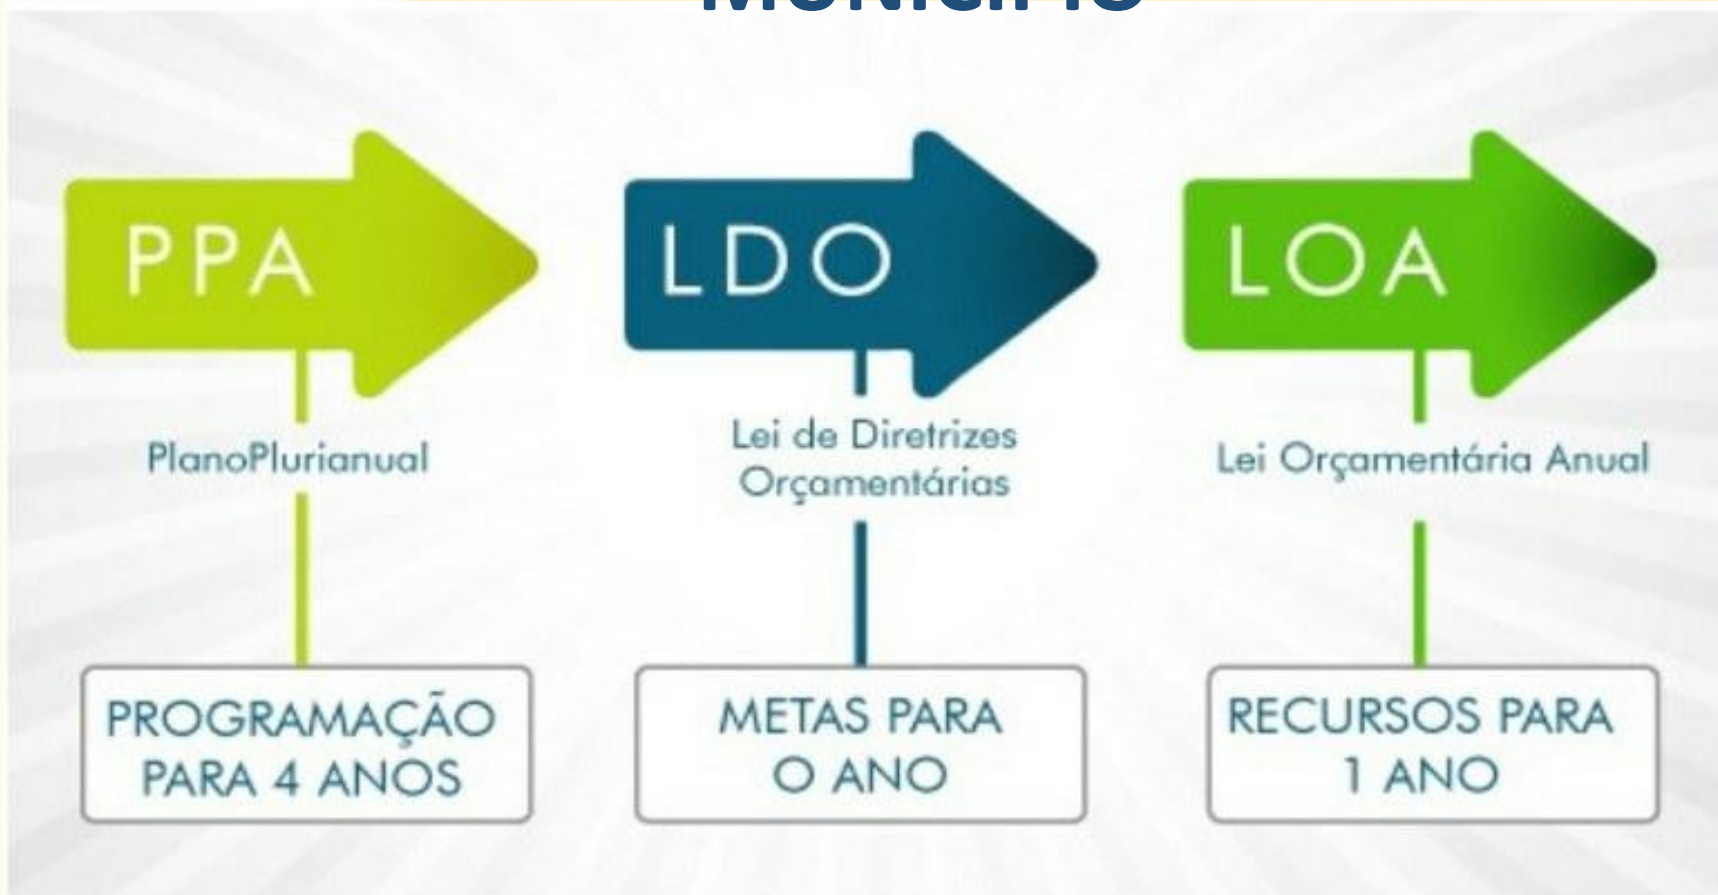 MUNICÍPIO
PPA
LDO
LOA
PlanoPlurianual
Lei de Diretrizes
Orçamentárias
Lei Orçamentária Anual
PROGRAMAÇÃO
PARA 4 ANOS
METAS PARA
O ANO
RECURSOS PARA
1 ANO